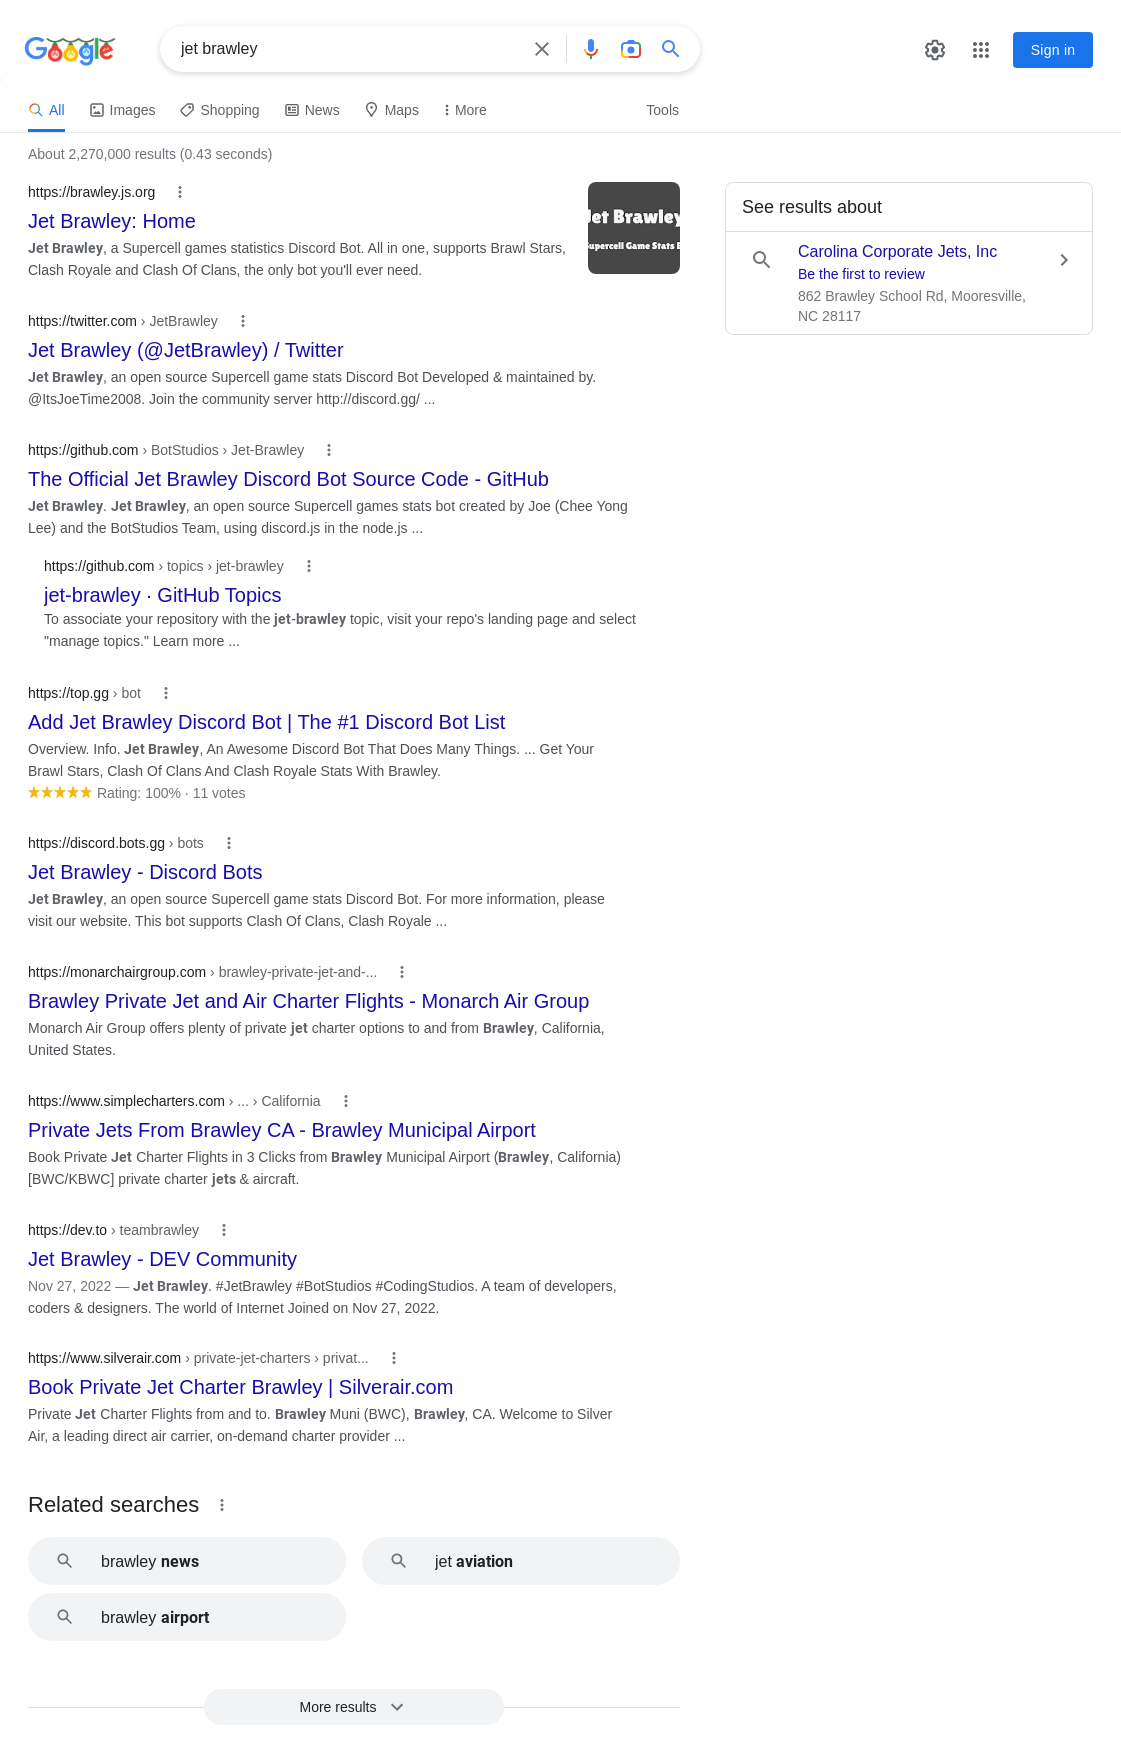 Google
jet brawley
Sign in
All
Images
Shopping
News
Maps
More
Tools
About 2,270,000 results (0.43 seconds)
https://brawley.js.org
Jet Brawley: Home
Jet Brawley, a Supercell games statistics Discord Bot. All in one, supports Brawl Stars,
Clash Royale and Clash Of Clans, the only bot you'll ever need.
Jet Brawley
Supercell Game Stats
See results about
Carolina Corporate Jets, Inc
Be the first to review
862 Brawley School Rd, Mooresville,
NC 28117
https://twitter.com › JetBrawley
Jet Brawley (@JetBrawley) / Twitter
Jet Brawley, an open source Supercell game stats Discord Bot Developed & maintained by.
@ItsJoeTime2008. Join the community server http://discord.gg/ ...
https://github.com › BotStudios › Jet-Brawley
The Official Jet Brawley Discord Bot Source Code - GitHub
Jet Brawley. Jet Brawley, an open source Supercell games stats bot created by Joe (Chee Yong
Lee) and the BotStudios Team, using discord.js in the node.js ...
https://github.com › topics › jet-brawley
jet-brawley · GitHub Topics
To associate your repository with the jet-brawley topic, visit your repo's landing page and select
"manage topics." Learn more ...
https://top.gg › bot
Add Jet Brawley Discord Bot | The #1 Discord Bot List
Overview. Info. Jet Brawley, An Awesome Discord Bot That Does Many Things. ... Get Your
Brawl Stars, Clash Of Clans And Clash Royale Stats With Brawley.
Rating: 100% · 11 votes
https://discord.bots.gg › bots
Jet Brawley - Discord Bots
Jet Brawley, an open source Supercell game stats Discord Bot. For more information, please
visit our website. This bot supports Clash Of Clans, Clash Royale ...
https://monarchairgroup.com › brawley-private-jet-and-...
Brawley Private Jet and Air Charter Flights - Monarch Air Group
Monarch Air Group offers plenty of private jet charter options to and from Brawley, California,
United States.
https://www.simplecharters.com › ... › California
Private Jets From Brawley CA - Brawley Municipal Airport
Book Private Jet Charter Flights in 3 Clicks from Brawley Municipal Airport (Brawley, California)
[BWC/KBWC] private charter jets & aircraft.
https://dev.to › teambrawley
Jet Brawley - DEV Community
Nov 27, 2022 — Jet Brawley. #JetBrawley #BotStudios #CodingStudios. A team of developers,
coders & designers. The world of Internet Joined on Nov 27, 2022.
https://www.silverair.com › private-jet-charters › privat...
Book Private Jet Charter Brawley | Silverair.com
Private Jet Charter Flights from and to. Brawley Muni (BWC), Brawley, CA. Welcome to Silver
Air, a leading direct air carrier, on-demand charter provider ...
Related searches
brawley news
jet aviation
brawley airport
More results